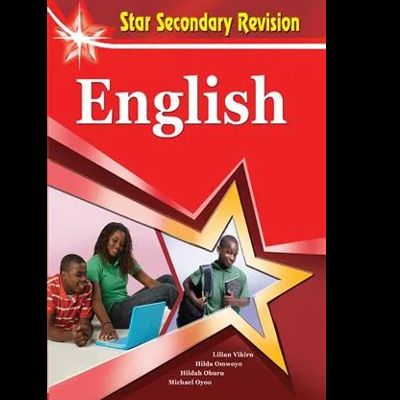 Star Secondary Revision
English
Lilian Vikiru
Hilda Omwoyo
Hildah Oburu
Michael Oyoo